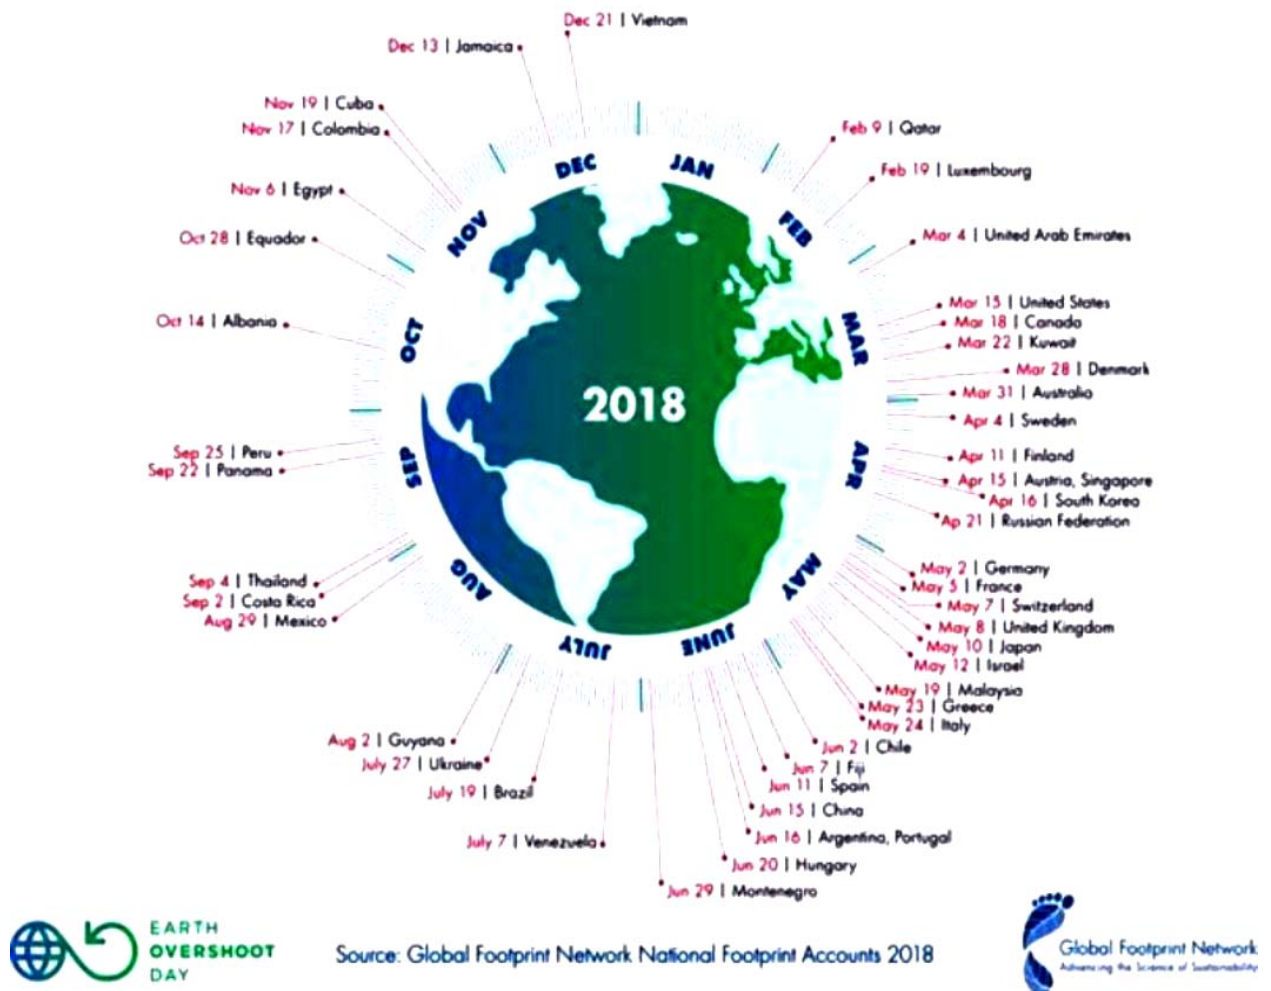 Dec 21 | Vietnam
Dec 13 | Jamaica
Nov 19 | Cuba
Nov 17 | Colombia
Nov 6 | Egypt
Oct 28 | Equador
Oct 14 | Albania
Sep 25 | Peru
Sep 22 | Panama
Sep 4 | Thailand
Sep 2 | Costa Rica
Aug 29 | Mexico
Aug 2 | Guyana
July 27 | Ukraine
July 19 | Brazil
July 7 | Venezuela
Feb 9 | Qatar
Feb 19 | Luxembourg
Mar 4 | United Arab Emirates
Mar 15 | United States
Mar 18 | Canada
Mar 22 | Kuwait
Mar 28 | Denmark
Mar 31 | Australia
Apr 4 | Sweden
Apr 11 | Finland
Apr 15 | Austria, Singapore
Apr 16 | South Korea
Ap 21 | Russian Federation
May 2 | Germany
May 5 | France
May 7 | Switzerland
May 8 | United Kingdom
May 10 | Japan
May 12 | Israel
May 19 | Malaysia
May 23 | Greece
May 24 | Italy
Jun 2 | Chile
Jun 7 | Fiji
Jun 11 | Spain
Jun 15 | China
Jun 16 | Argentina, Portugal
Jun 20 | Hungary
Jun 29 | Montenegro
JAN
FEB
MAR
APR
MAY
JUNE
JULY
AUG
SEP
OCT
NOV
DEC
2018
EARTH
OVERSHOOT
DAY
Source: Global Footprint Network National Footprint Accounts 2018
Global Footprint Network
Advancing the Science of Sustainability